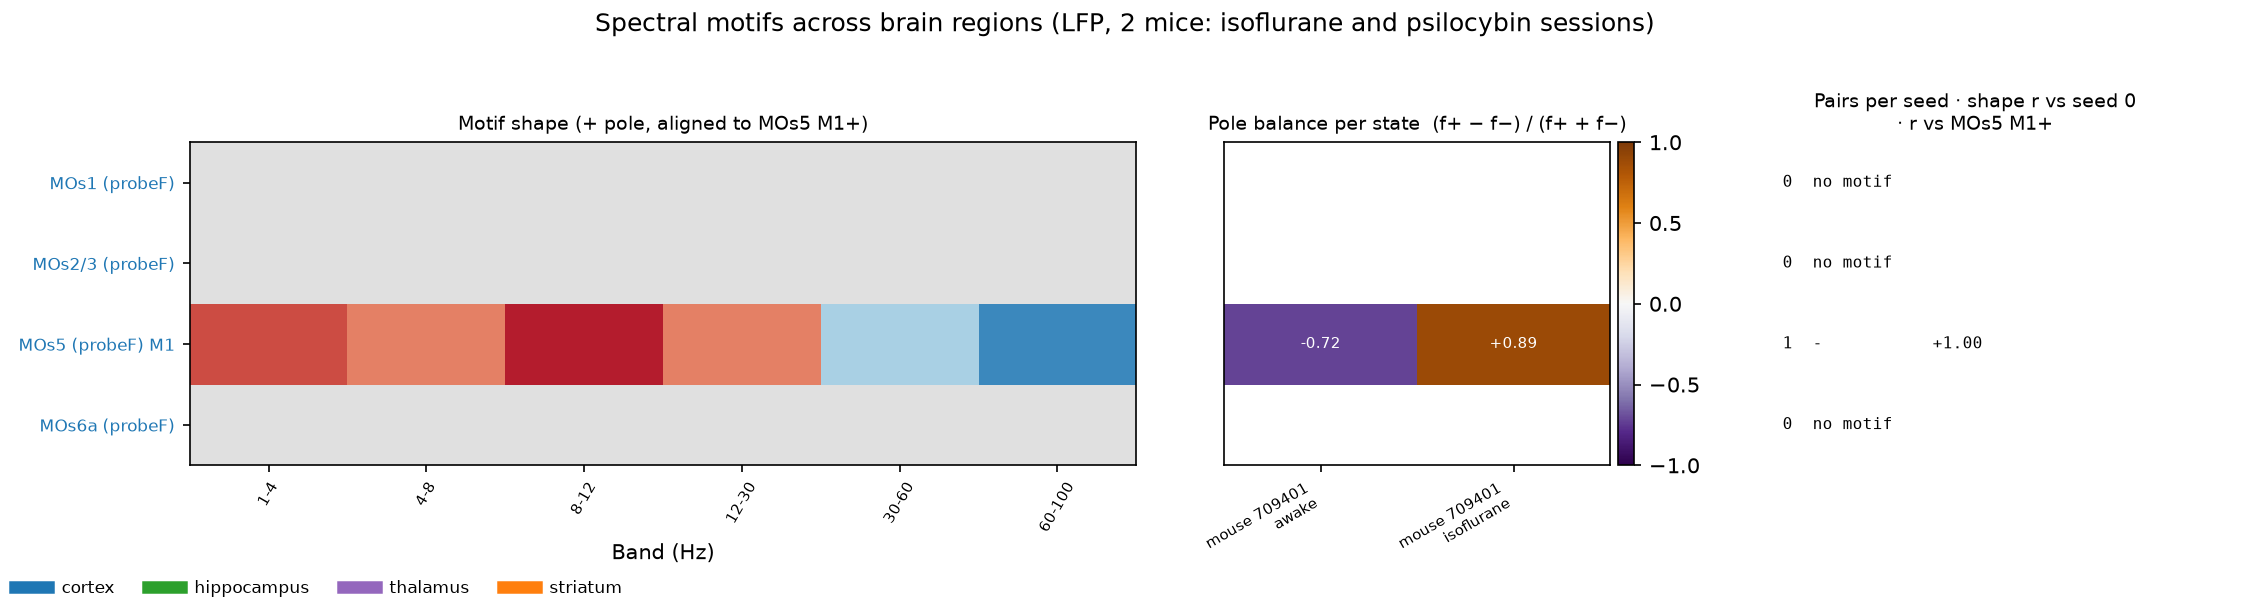 Spectral motifs across brain regions (LFP, 2 mice: isoflurane and psilocybin sessions)
Motif shape (+ pole, aligned to MOs5 M1+)
MOs1 (probeF)
MOs2/3 (probeF)
MOs5 (probeF) M1
MOs6a (probeF)
1-4
4-8
8-12
12-30
30-60
60-100
Band (Hz)
Pole balance per state  (f+ − f−) / (f+ + f−)
-0.72
+0.89
mouse 709401
awake
mouse 709401
isoflurane
1.0
0.5
0.0
−0.5
−1.0
Pairs per seed · shape r vs seed 0
· r vs MOs5 M1+
0  no motif
0  no motif
1  -           +1.00
0  no motif
cortex
hippocampus
thalamus
striatum